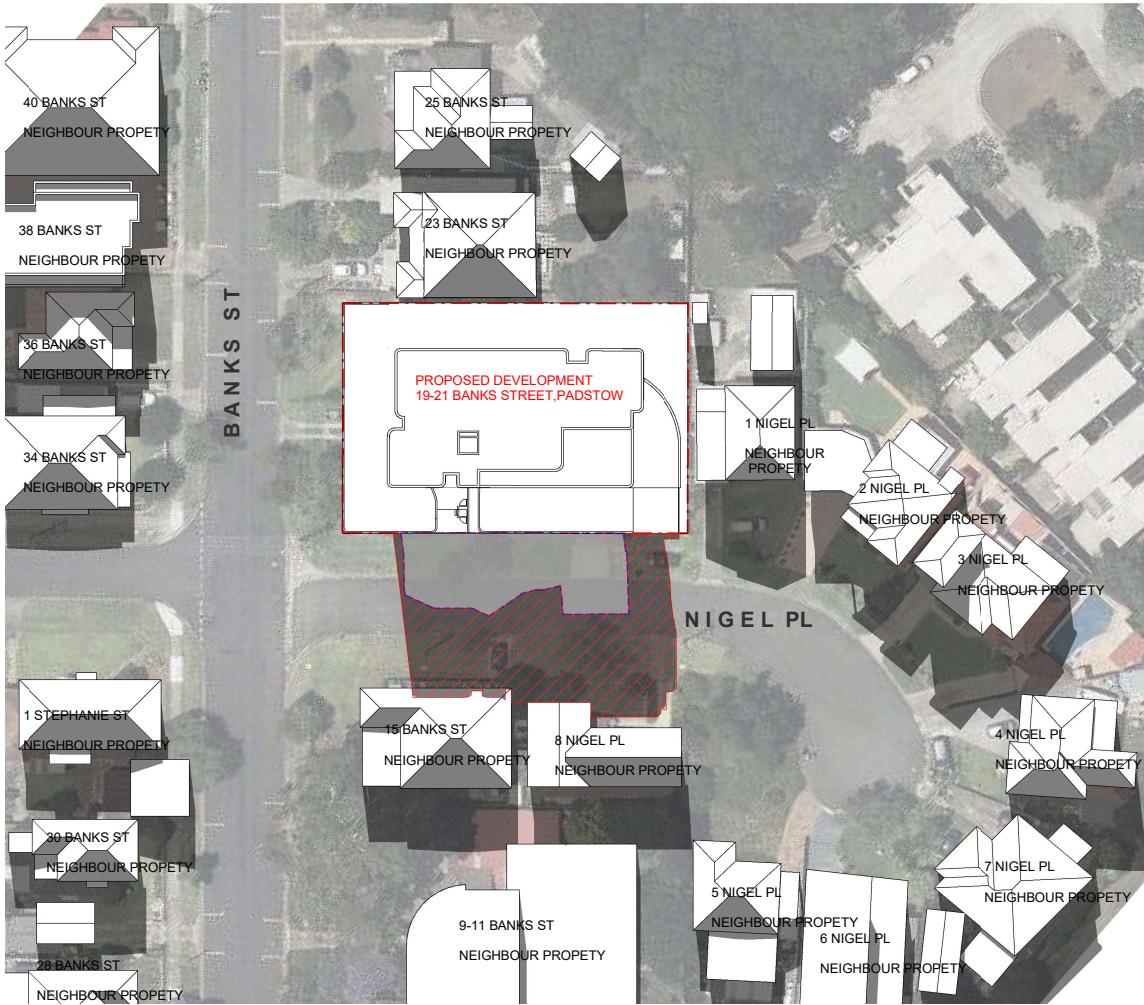 40 BANKS ST
NEIGHBOUR PROPETY
25 BANKS ST
NEIGHBOUR PROPETY
38 BANKS ST
NEIGHBOUR PROPETY
23 BANKS ST
NEIGHBOUR PROPETY
BANKS ST
36 BANKS ST
NEIGHBOUR PROPETY
PROPOSED DEVELOPMENT
19-21 BANKS STREET,PADSTOW
34 BANKS ST
NEIGHBOUR PROPETY
1 NIGEL PL
NEIGHBOUR
PROPETY
2 NIGEL PL
NEIGHBOUR PROPETY
3 NIGEL PL
NEIGHBOUR PROPETY
NIGEL PL
1 STEPHANIE ST
NEIGHBOUR PROPETY
15 BANKS ST
NEIGHBOUR PROPETY
8 NIGEL PL
NEIGHBOUR PROPETY
4 NIGEL PL
NEIGHBOUR PROPETY
30 BANKS ST
NEIGHBOUR PROPETY
7 NIGEL PL
NEIGHBOUR PROPETY
5 NIGEL PL
NEIGHBOUR PROPETY
9-11 BANKS ST
NEIGHBOUR PROPETY
6 NIGEL PL
NEIGHBOUR PROPETY
28 BANKS ST
NEIGHBOUR PROPETY